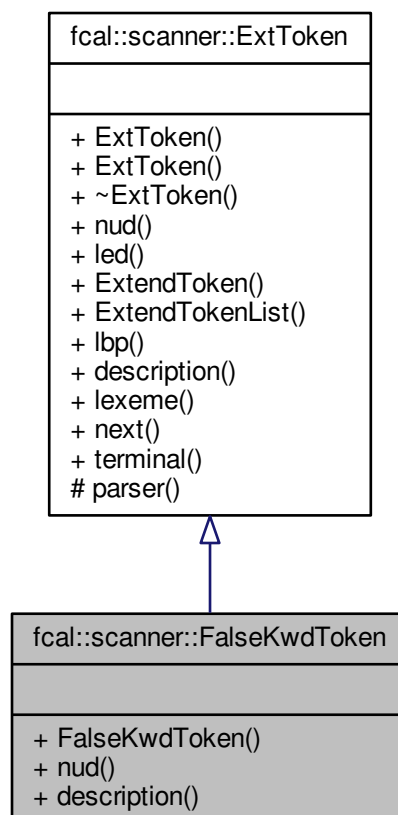 fcal::scanner::ExtToken
+ ExtToken()
+ ExtToken()
+ ~ExtToken()
+ nud()
+ led()
+ ExtendToken()
+ ExtendTokenList()
+ lbp()
+ description()
+ lexeme()
+ next()
+ terminal()
# parser()
fcal::scanner::FalseKwdToken
+ FalseKwdToken()
+ nud()
+ description()